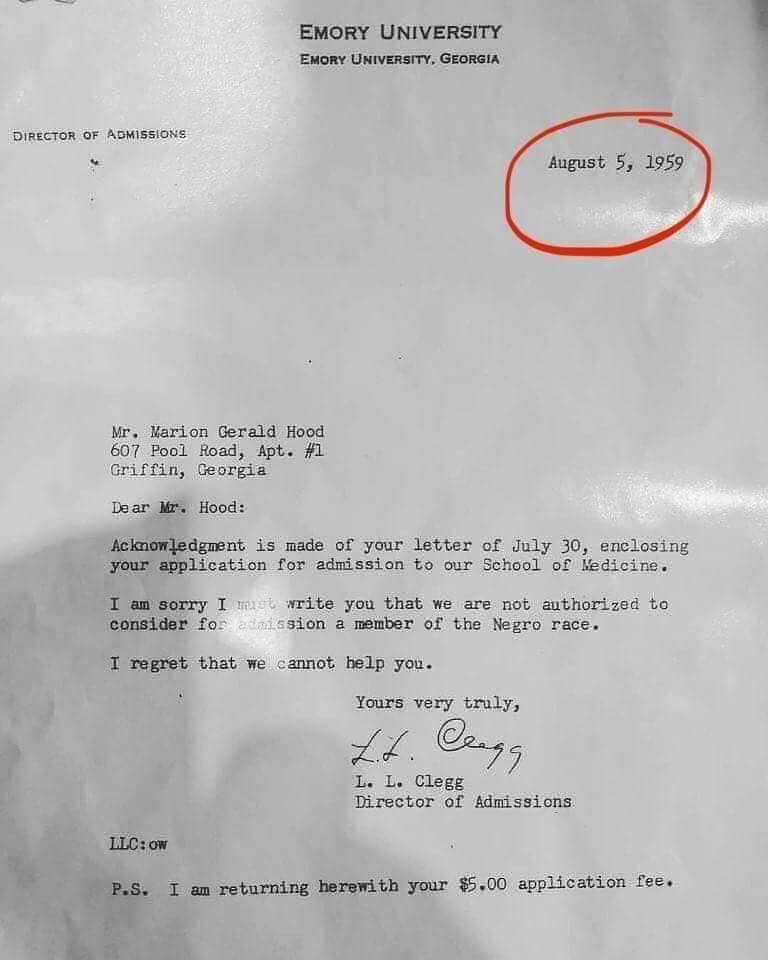 EMORY UNIVERSITY
EMORY UNIVERSITY, GEORGIA
DIRECTOR OF ADMISSIONS
August 5, 1959
Mr. Marion Gerald Hood
607 Pool Road, Apt. #1
Griffin, Georgia
Dear Mr. Hood:
Acknowledgment is made of your letter of July 30, enclosing
your application for admission to our School of Medicine.
I am sorry I must write you that we are not authorized to
consider for admission a member of the Negro race.
I regret that we cannot help you.
Yours very truly,
L. L. Clegg
L. L. Clegg
Director of Admissions
LLC:ow
P.S. I am returning herewith your $5.00 application fee.